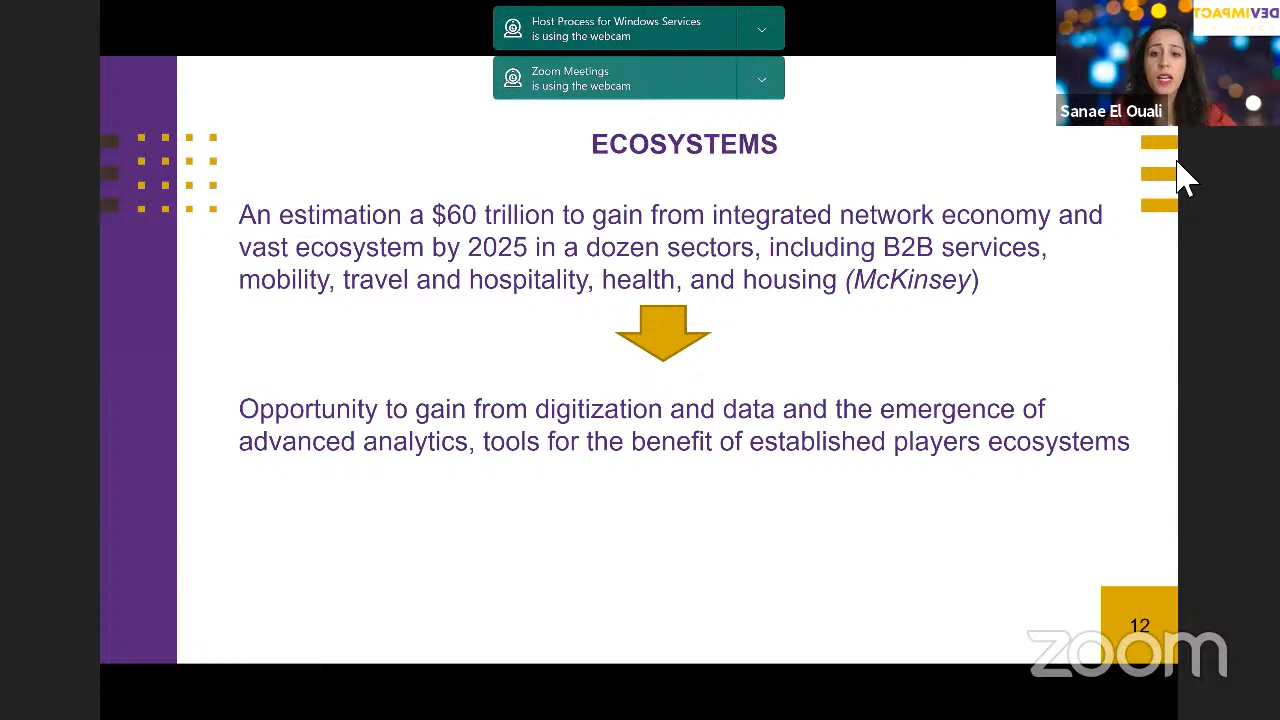 Host Process for Windows Services
is using the webcam
Zoom Meetings
is using the webcam
DEVIMPACT
Sanae El Ouali
ECOSYSTEMS
An estimation a $60 trillion to gain from integrated network economy and
vast ecosystem by 2025 in a dozen sectors, including B2B services,
mobility, travel and hospitality, health, and housing (McKinsey)
Opportunity to gain from digitization and data and the emergence of
advanced analytics, tools for the benefit of established players ecosystems
12
zoom